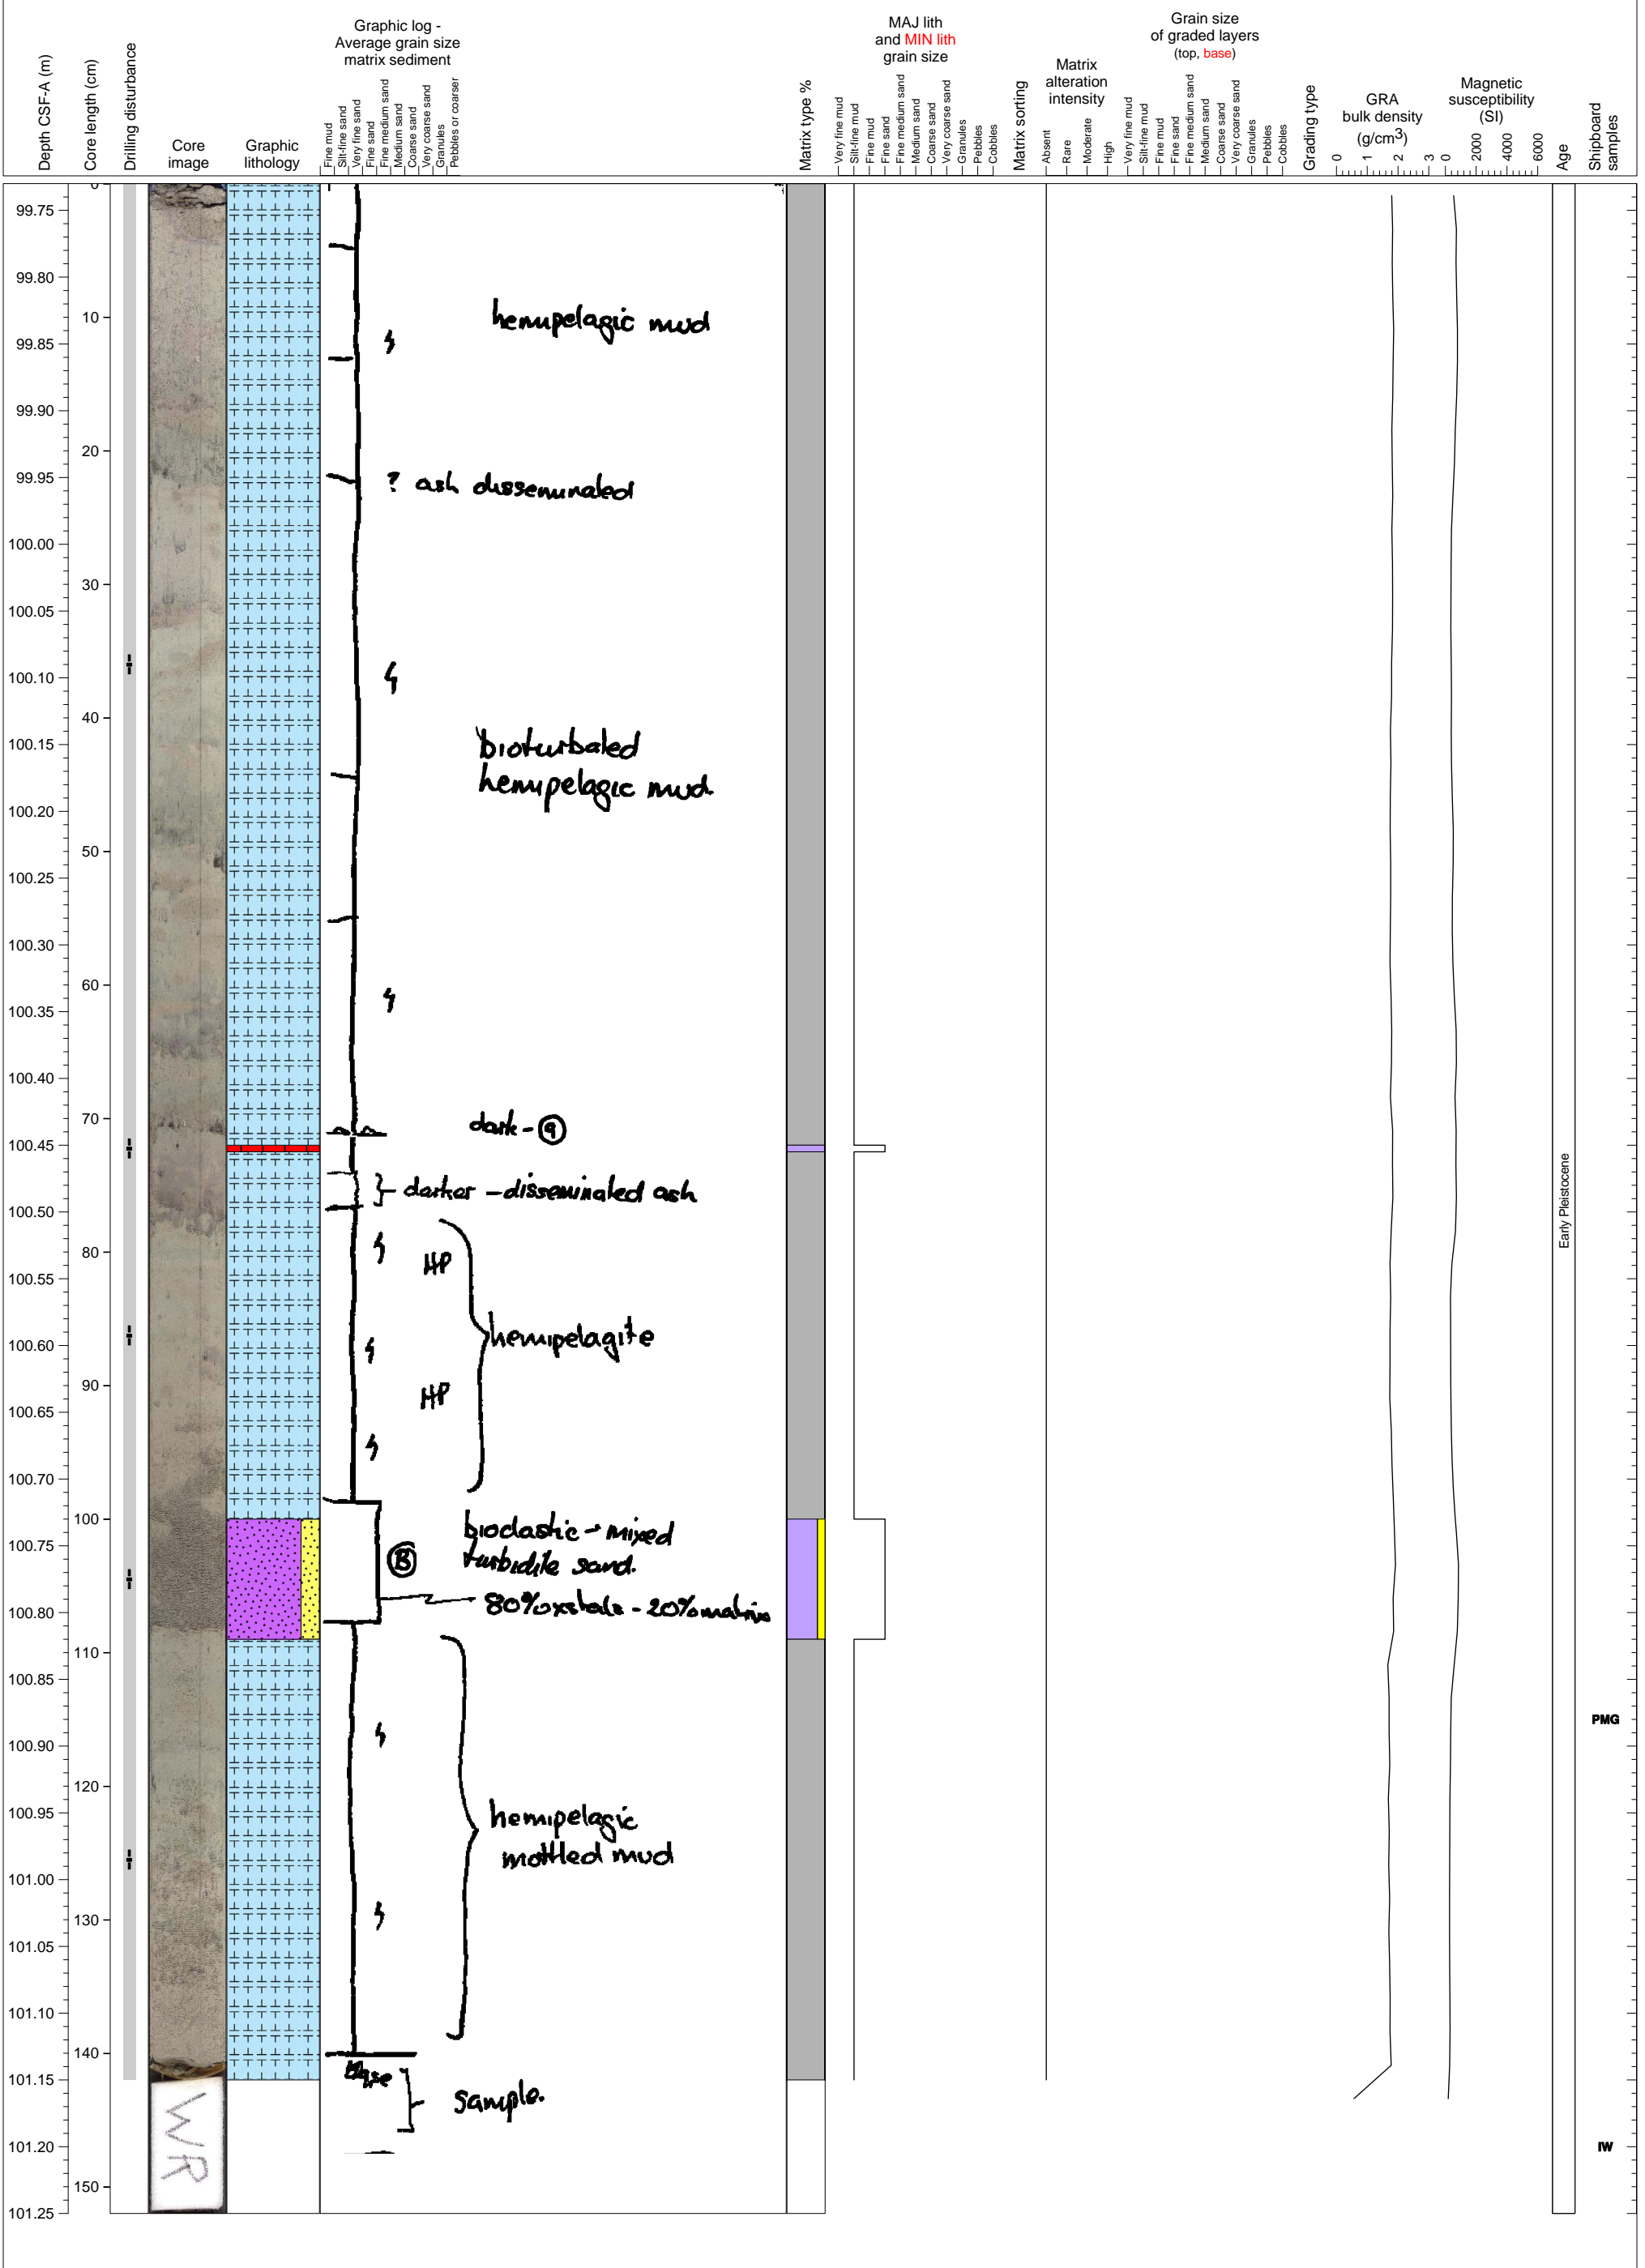 Depth CSF-A (m)
Core length (cm)
Drilling disturbance
Core
image
Graphic
lithology
Graphic log -
Average grain size
matrix sediment
Fine mud
Silt-fine sand
Very fine sand
Fine sand
Fine medium sand
Medium sand
Coarse sand
Very coarse sand
Granules
Pebbles or coarser
Matrix type %
MAJ lith
and MIN lith
grain size
Very fine mud
Silt-fine mud
Fine mud
Fine sand
Fine medium sand
Medium sand
Coarse sand
Very coarse sand
Granules
Pebbles
Cobbles
Matrix sorting
Matrix
alteration
intensity
Absent
Rare
Moderate
High
Grain size
of graded layers
(top, base)
Very fine mud
Silt-fine mud
Fine mud
Fine sand
Fine medium sand
Medium sand
Coarse sand
Very coarse sand
Granules
Pebbles
Cobbles
Grading type
GRA
bulk density
(g/cm3)
0 1 2 3
Magnetic
susceptibility
(SI)
0 2000 4000 6000
Age
Shipboard
samples
0
99.75
99.80
10
hemipelagic mud
99.85
99.90
20
99.95
? ash disseminated
100.00
30
100.05
100.10
40
100.15
bioturbated
hemipelagic mud
100.20
50
100.25
100.30
60
100.35
100.40
70
dark - 9
100.45
darker - disseminated ash
100.50
Early Pleistocene
80
HP
100.55
hemipelagite
100.60
90
HP
100.65
100.70
100
bioclastic - mixed
100.75
B
turbidite sand.
100.80
80% xstals - 20% matrix
110
100.85
PMG
100.90
120
100.95
hemipelagic
mottled mud
101.00
130
101.05
101.10
140
base
101.15
sample.
WR
101.20
IW
150
101.25